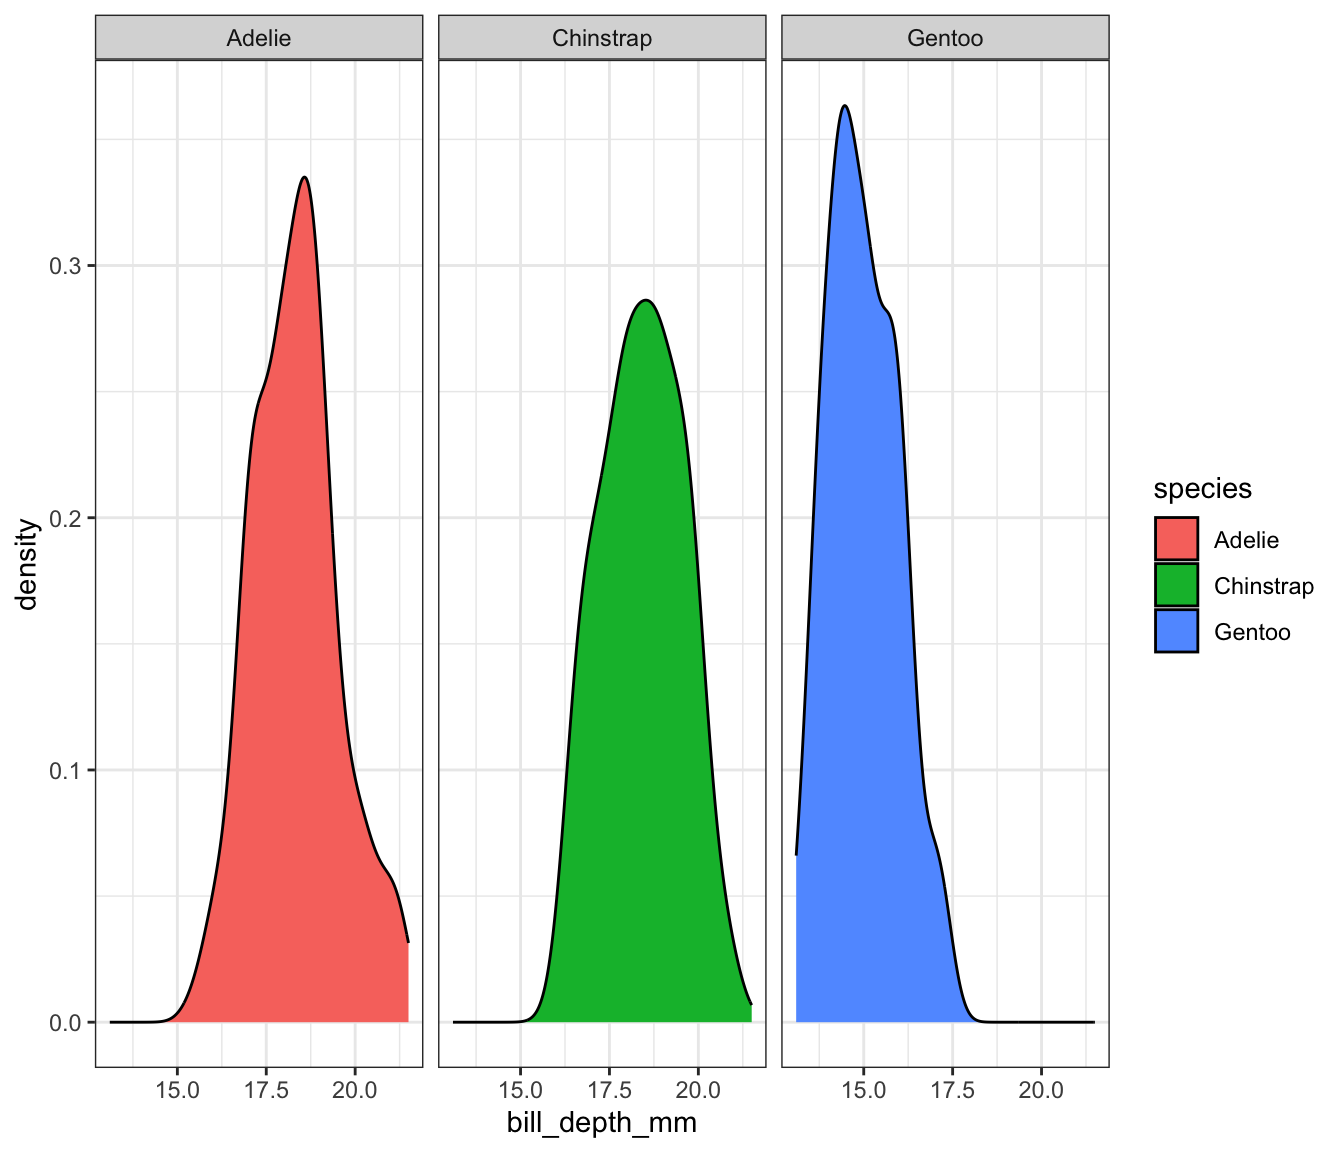 Adelie
Chinstrap
Gentoo
0.3
0.2
0.1
0.0
density
15.0 17.5 20.0
15.0 17.5 20.0
15.0 17.5 20.0
bill_depth_mm
species
Adelie
Chinstrap
Gentoo